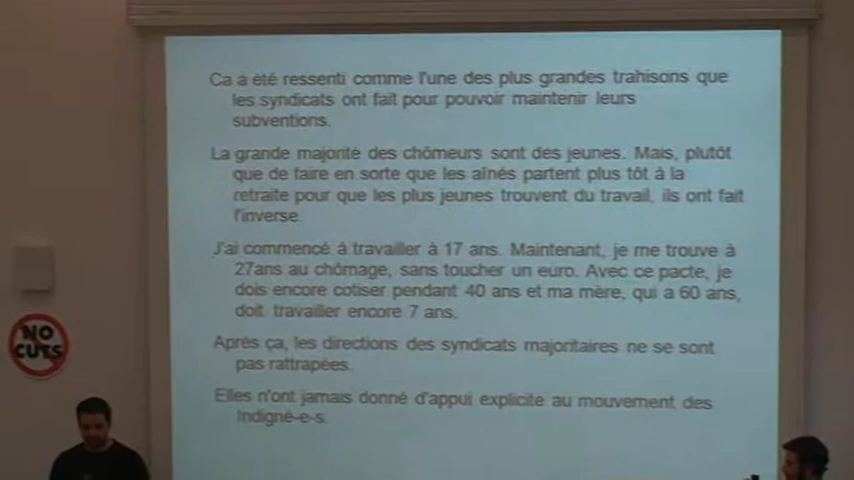 Ca a été ressenti comme l'une des plus grandes trahisons que
les syndicats ont fait pour pouvoir maintenir leurs
subventions.
La grande majorité des chômeurs sont des jeunes. Mais, plutôt
que de faire en sorte que les aînés partent plus tôt à la
retraite pour que les plus jeunes trouvent du travail, ils ont fait
l'inverse.
J'ai commencé à travailler à 17 ans. Maintenant, je me trouve à
27ans au chômage, sans toucher un euro. Avec ce pacte, je
dois encore cotiser pendant 40 ans et ma mère, qui a 60 ans,
doit travailler encore 7 ans.
Après ça, les directions des syndicats majoritaires ne se sont
pas rattrapées.
Elles n'ont jamais donné d'appui explicite au mouvement des
Indigné-e-s.
NO
CUTS